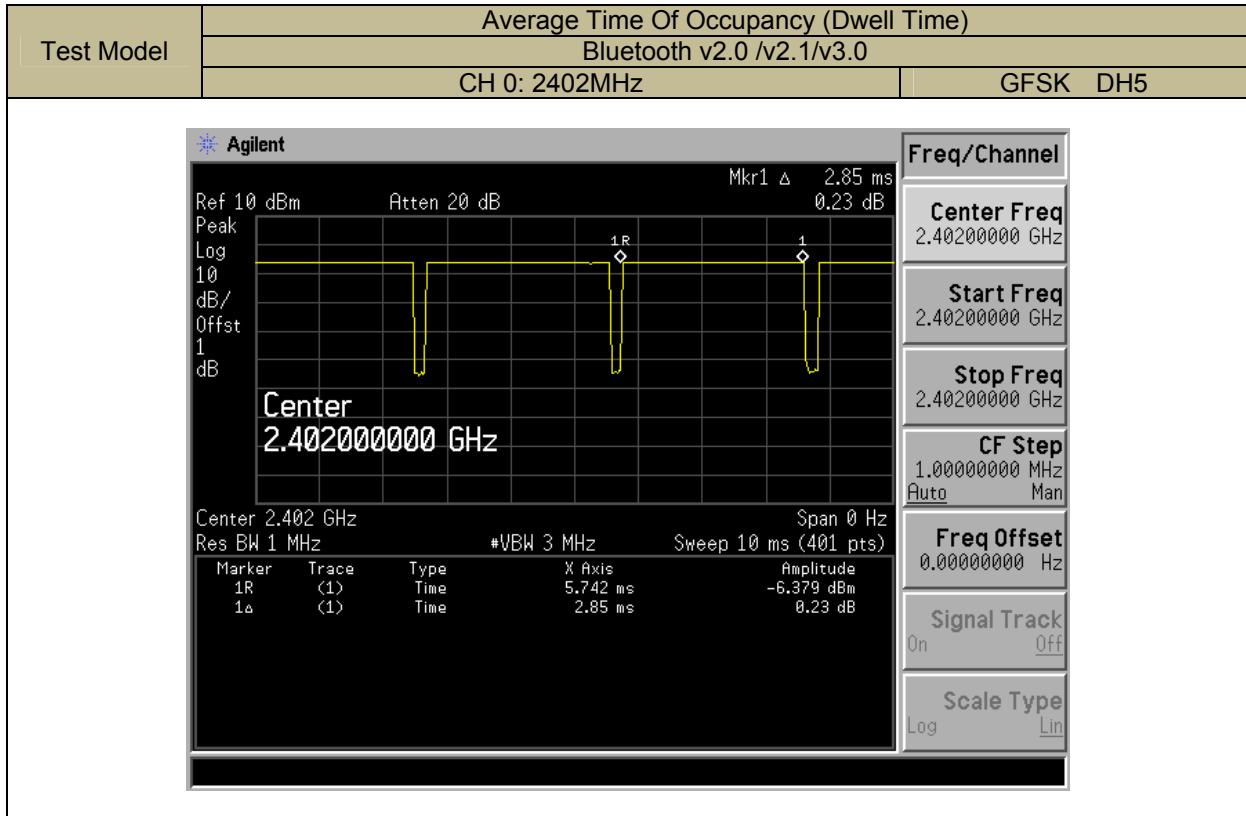 Test Model
Average Time Of Occupancy (Dwell Time)
Bluetooth v2.0 /v2.1/v3.0
CH 0: 2402MHz GFSK DH5
Agilent
Mkr1 Δ 2.85 ms
Ref 10 dBm Atten 20 dB 0.23 dB
Peak
Log
10
dB/
Offst
1
dB
1R 1
Center
2.402000000 GHz
Center 2.402 GHz Span 0 Hz
Res BW 1 MHz #VBW 3 MHz Sweep 10 ms (401 pts)
Marker Trace Type X Axis Amplitude
1R (1) Time 5.742 ms -6.379 dBm
1Δ (1) Time 2.85 ms 0.23 dB
Freq/Channel
Center Freq
2.40200000 GHz
Start Freq
2.40200000 GHz
Stop Freq
2.40200000 GHz
CF Step
1.00000000 MHz
Auto Man
Freq Offset
0.00000000 Hz
Signal Track
On Off
Scale Type
Log Lin